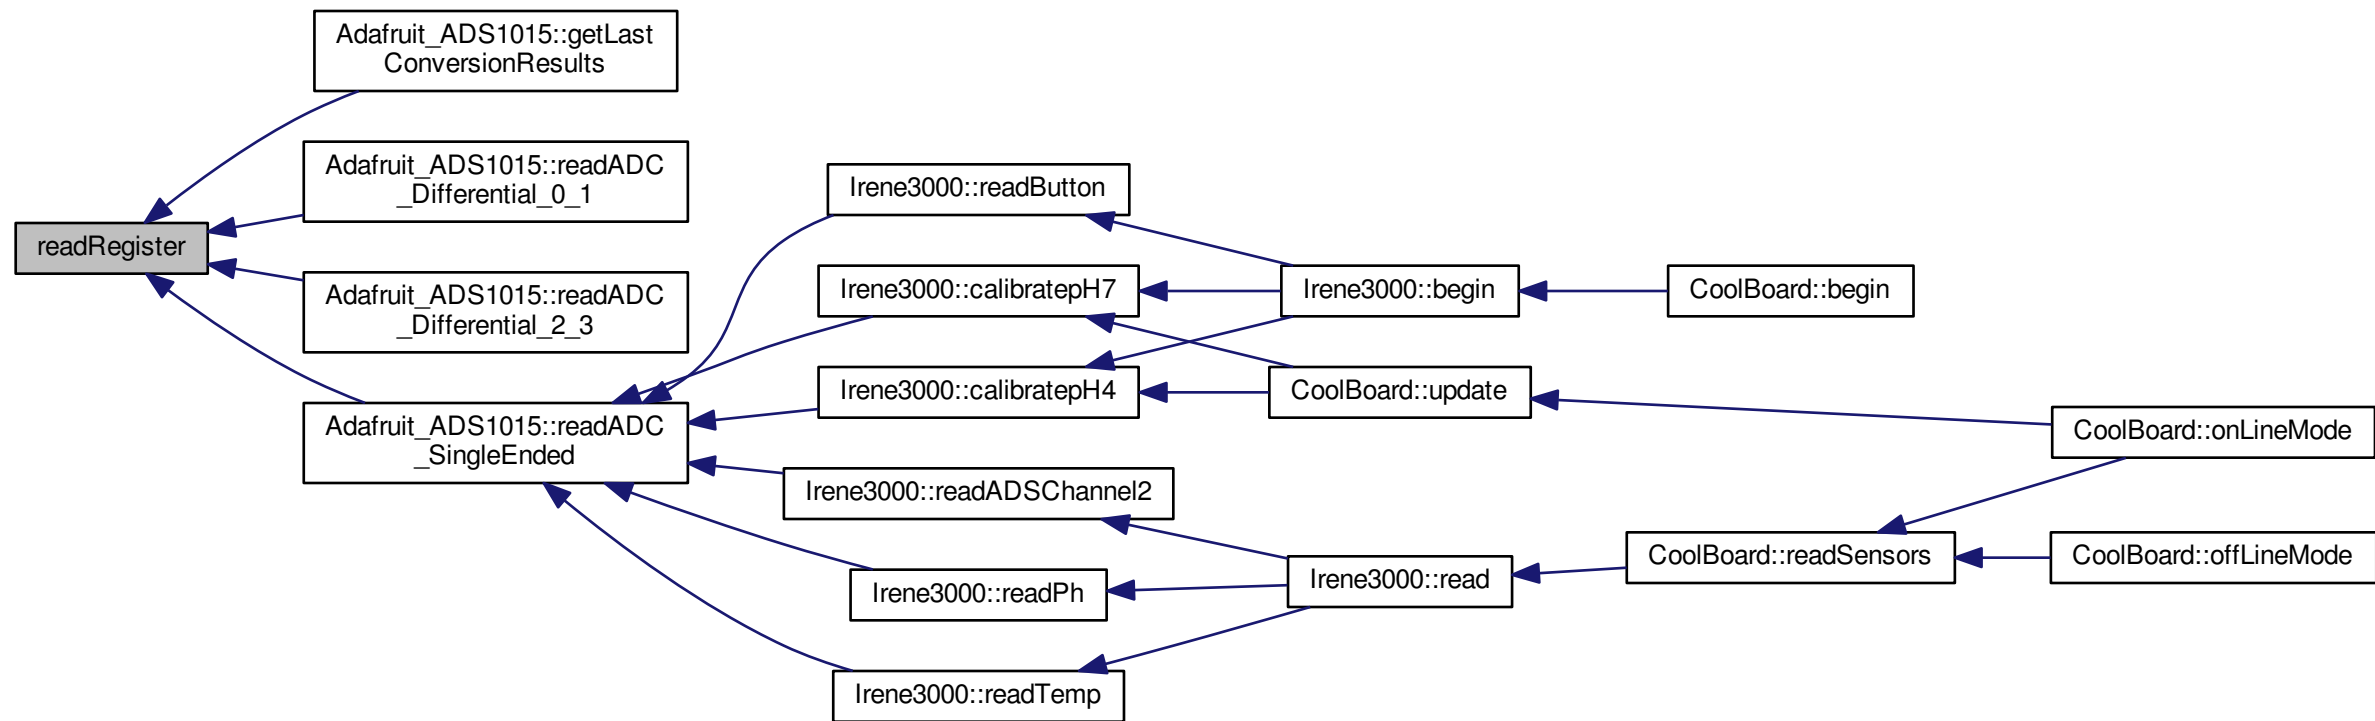 Adafruit_ADS1015::getLast
ConversionResults
Adafruit_ADS1015::readADC
_Differential_0_1
readRegister
Adafruit_ADS1015::readADC
_Differential_2_3
Adafruit_ADS1015::readADC
_SingleEnded
Irene3000::readButton
Irene3000::calibratepH7
Irene3000::calibratepH4
Irene3000::readADSChannel2
Irene3000::readPh
Irene3000::readTemp
Irene3000::begin
CoolBoard::update
Irene3000::read
CoolBoard::begin
CoolBoard::readSensors
CoolBoard::onLineMode
CoolBoard::offLineMode